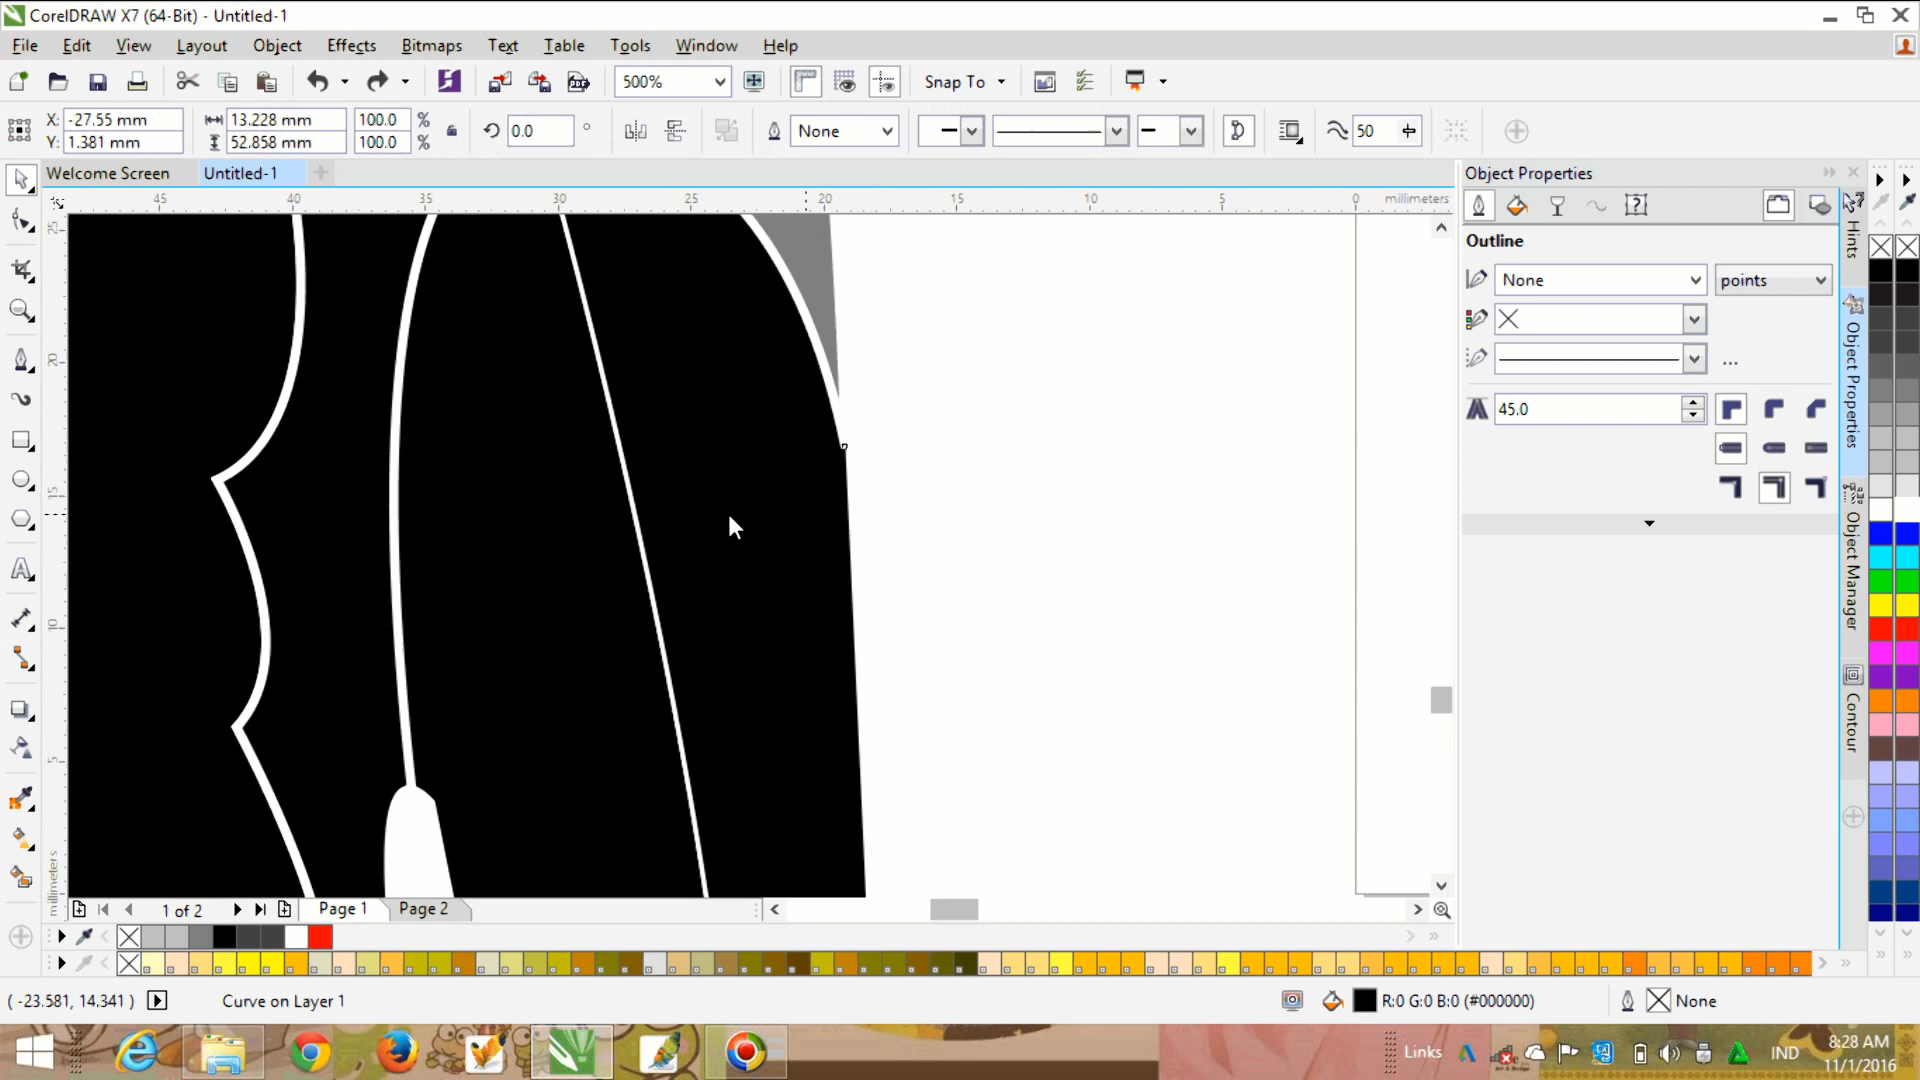 CorelDRAW X7 (64-Bit) - Untitled-1
File Edit View Layout Object Effects Bitmaps Text Table Tools Window Help
500% Snap To
X: -27.55 mm 13.228 mm 100.0 %
Y: 1.381 mm 52.858 mm 100.0 %
0.0 ° None 50
Welcome Screen Untitled-1
45 40 35 30 25 20 15 10 5 0 millimeters
25
20
15
10
5
millimeters
Object Properties
Outline
None points
45.0
Hints
Object Properties
Object Manager
Contour
1 of 2 Page 1 Page 2
( -23.581, 14.341 ) Curve on Layer 1 R:0 G:0 B:0 (#000000) None
Links IND 8:28 AM
11/1/2016